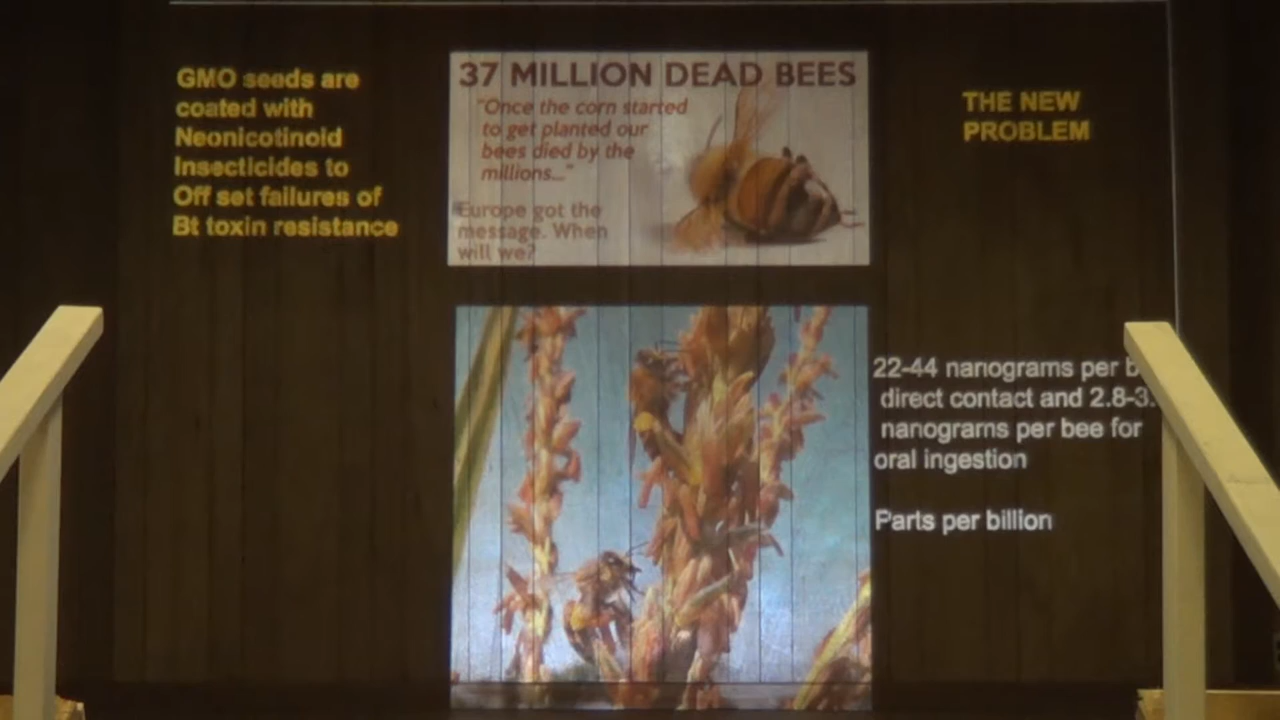 GMO seeds are
coated with
Neonicotinoid
Insecticides to
Off set failures of
Bt toxin resistance
37 MILLION DEAD BEES
"Once the corn started
to get planted our
bees died by the
millions..."
Europe got the
message. When
will we?
THE NEW
PROBLEM
22-44 nanograms per
direct contact and 2.8-3.
nanograms per bee for
oral ingestion
Parts per billion